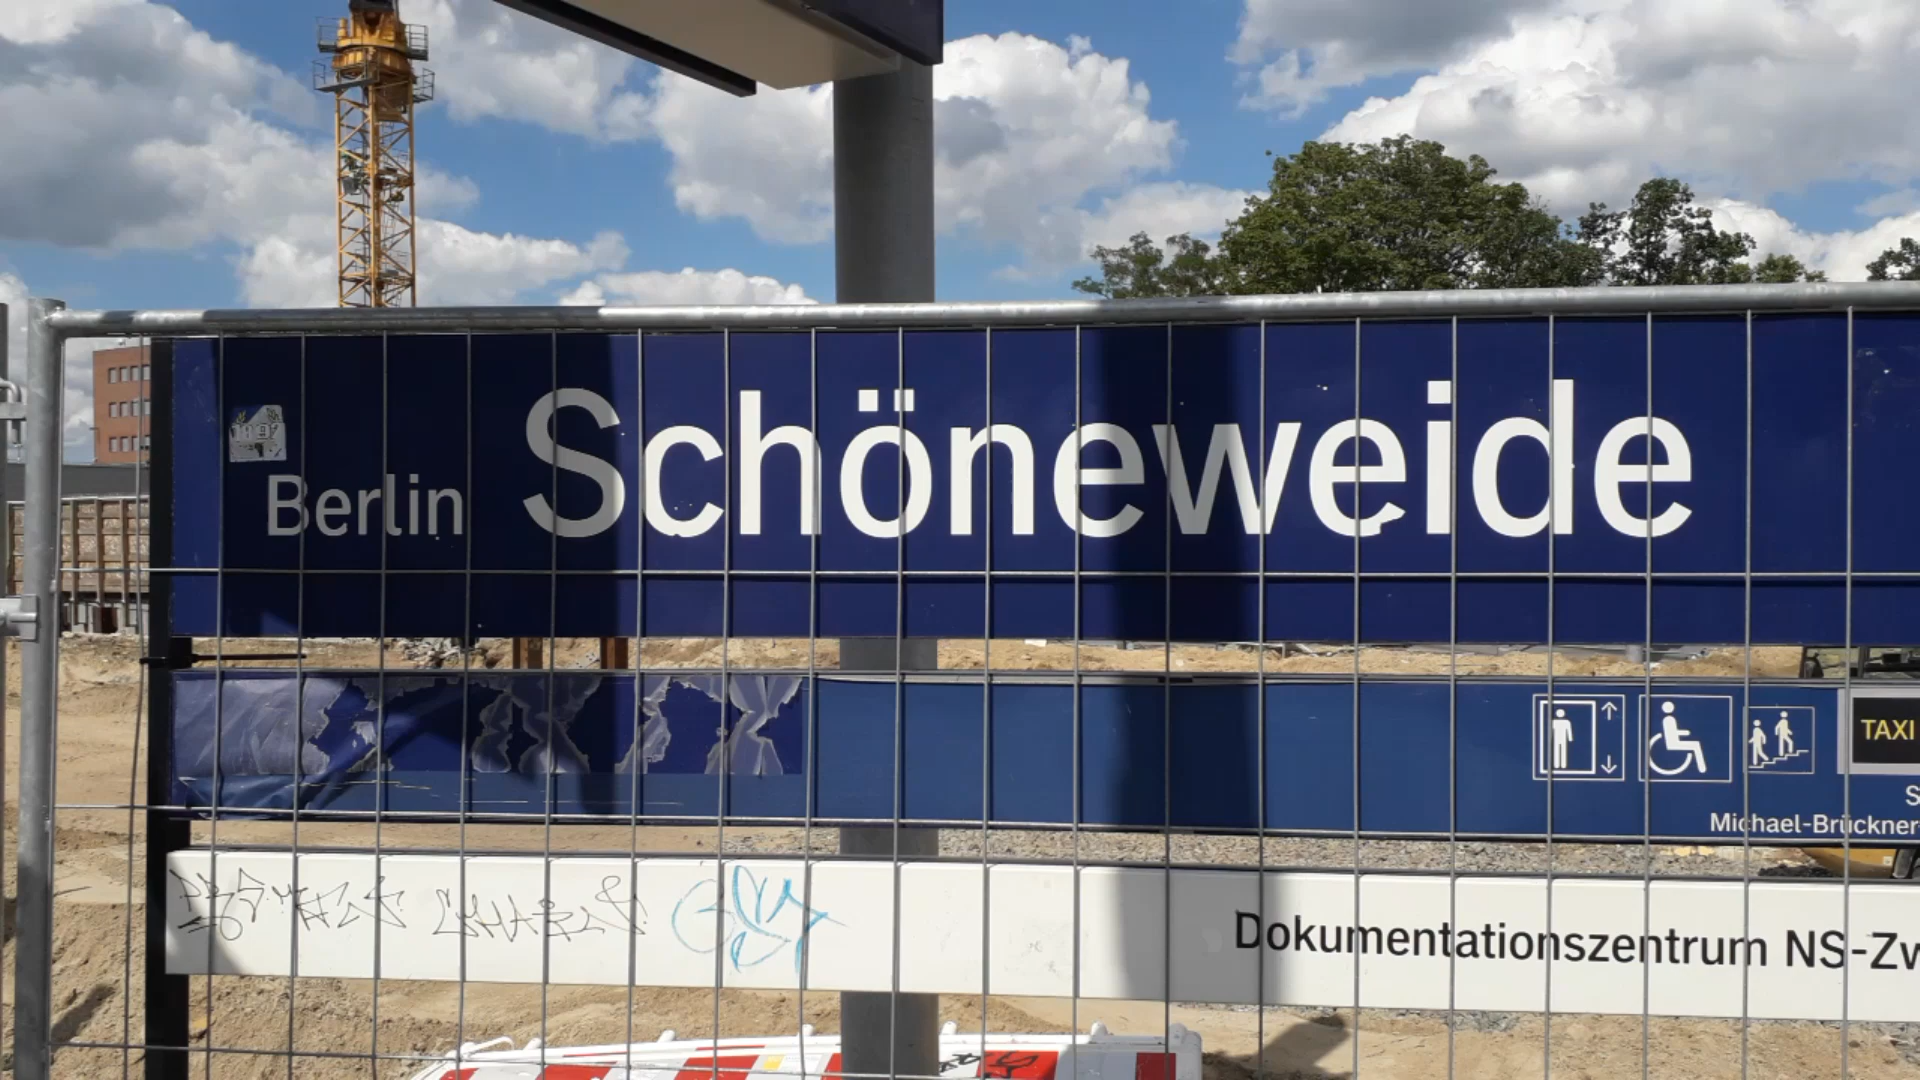 Berlin Schöneweide
TAXI
Michael-Brückner-
Dokumentationszentrum NS-Zw